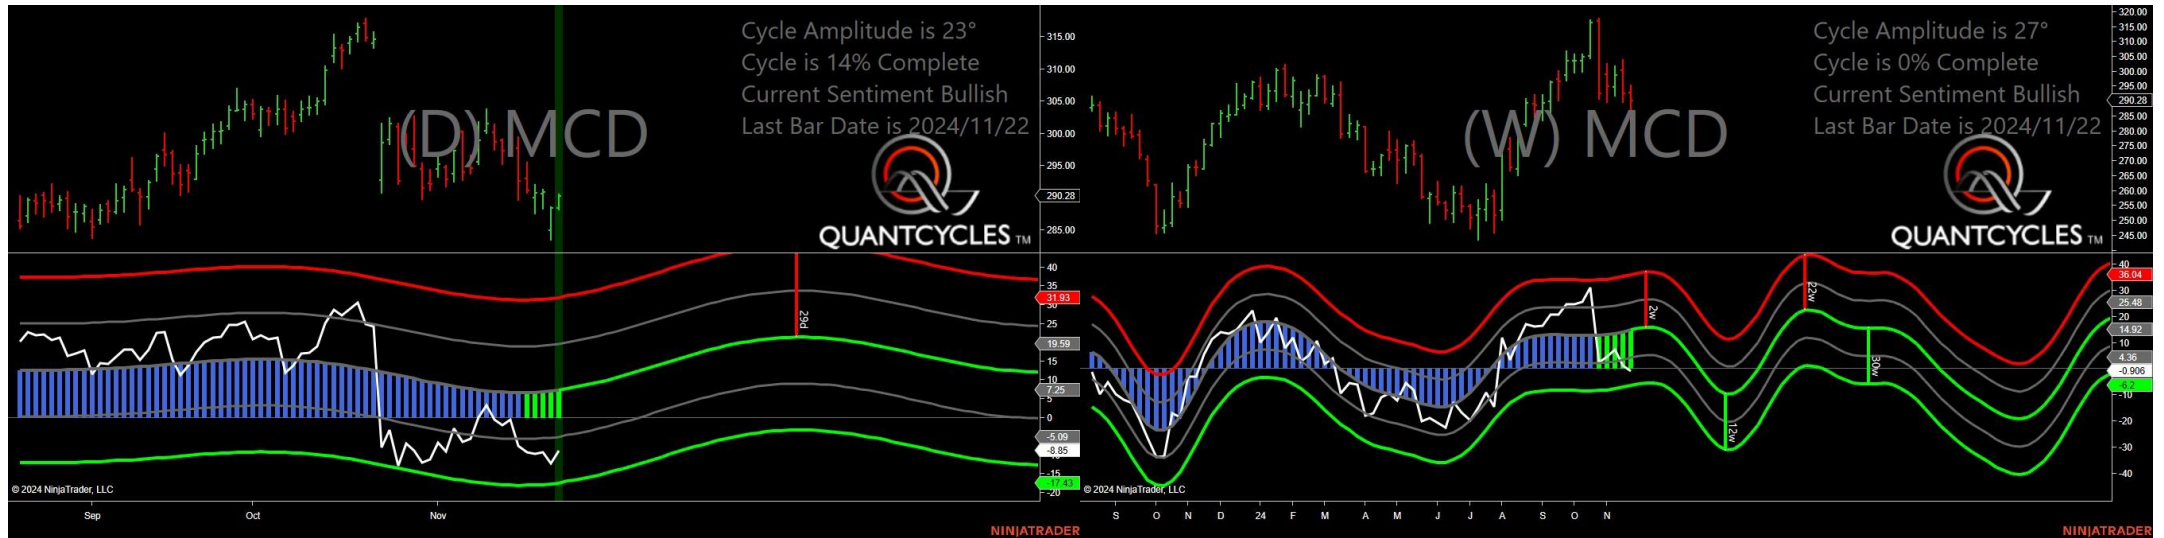 Cycle Amplitude is 23°
Cycle is 14% Complete
Current Sentiment Bullish
Last Bar Date is 2024/11/22
(D) MCD
QUANTCYCLES TM
315.00
310.00
305.00
300.00
295.00
290.28
285.00
40
35
31.93
30
25
19.59
15
10
7.25
5
0
-5.09
-8.85
-15
-17.43
-20
29d
© 2024 NinjaTrader, LLC
Sep Oct Nov
NINJATRADER
Cycle Amplitude is 27°
Cycle is 0% Complete
Current Sentiment Bullish
Last Bar Date is 2024/11/22
(W) MCD
QUANTCYCLES TM
320.00
315.00
310.00
305.00
300.00
295.00
290.28
285.00
280.00
275.00
270.00
265.00
260.00
255.00
250.00
245.00
40
36.04
30
25.48
20
14.92
10
4.36
-0.906
-6.2
-10
-20
-30
-40
2w
22w
12w
30w
© 2024 NinjaTrader, LLC
S O N D 24 F M A M J J A S O N
NINJATRADER